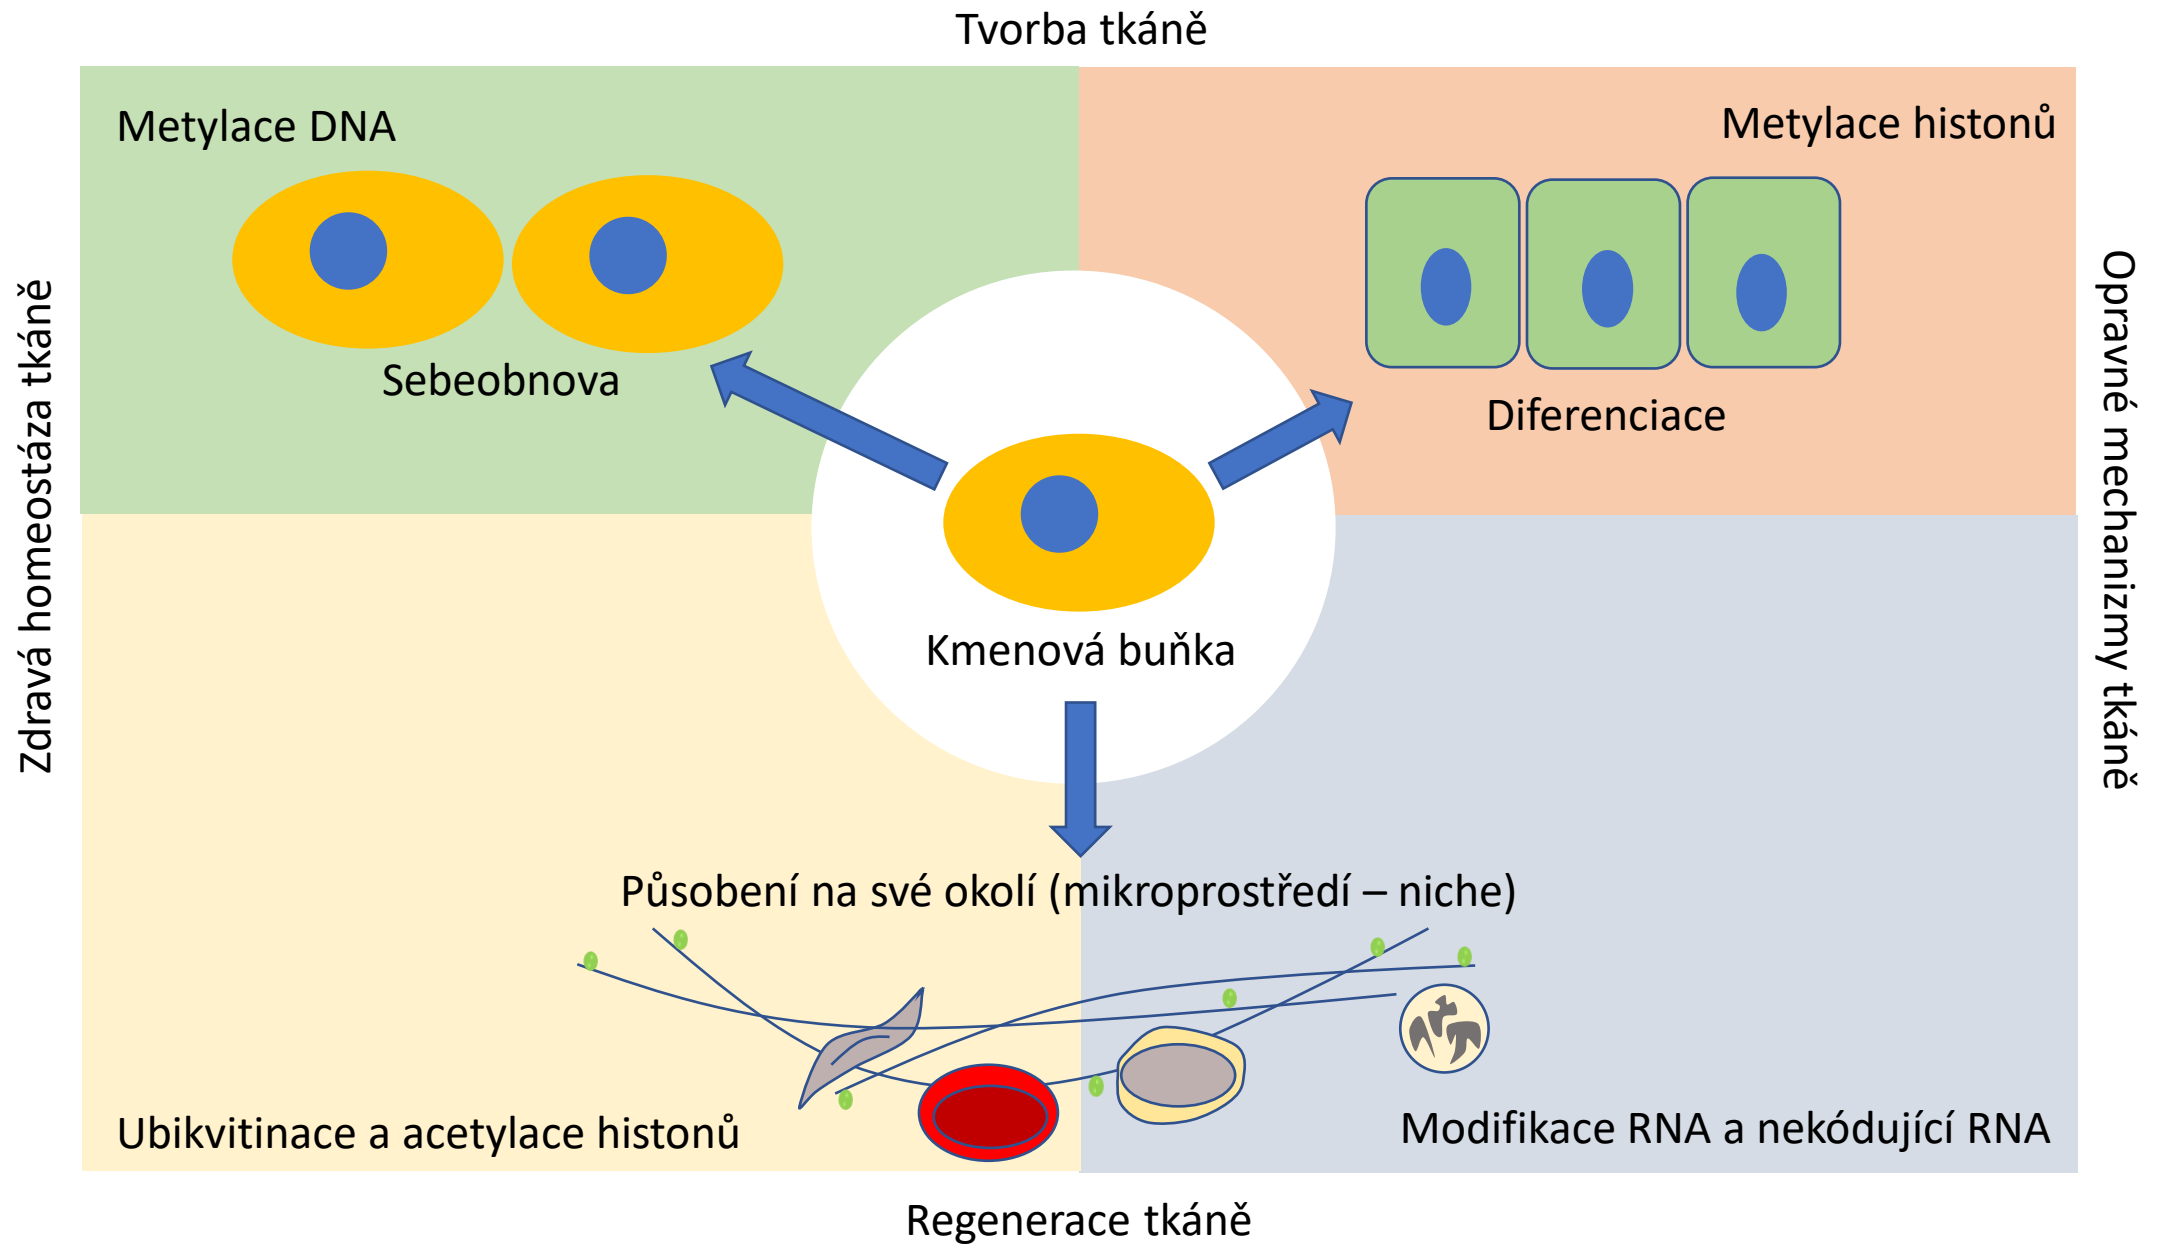 Tvorba tkáně
Metylace DNA
Metylace histonů
Sebeobnova
Diferenciace
Zdravá homeostáza tkáně
Opravné mechanizmy tkáně
Kmenová buňka
Působení na své okolí (mikroprostředí – niche)
Ubikvitinace a acetylace histonů
Modifikace RNA a nekódující RNA
Regenerace tkáně